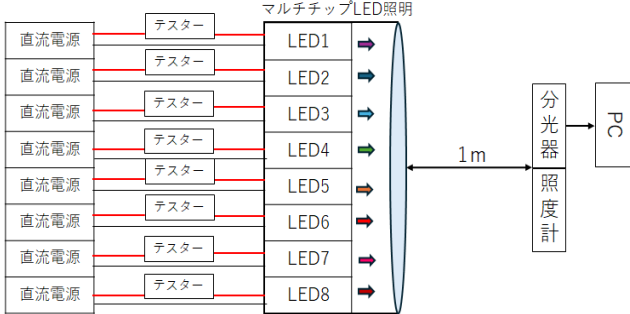 マルチチップLED照明
直流電源
テスター
LED1
直流電源
テスター
LED2
直流電源
テスター
LED3
直流電源
テスター
LED4
直流電源
テスター
LED5
直流電源
テスター
LED6
直流電源
テスター
LED7
直流電源
テスター
LED8
1m
分光器
照度計
PC